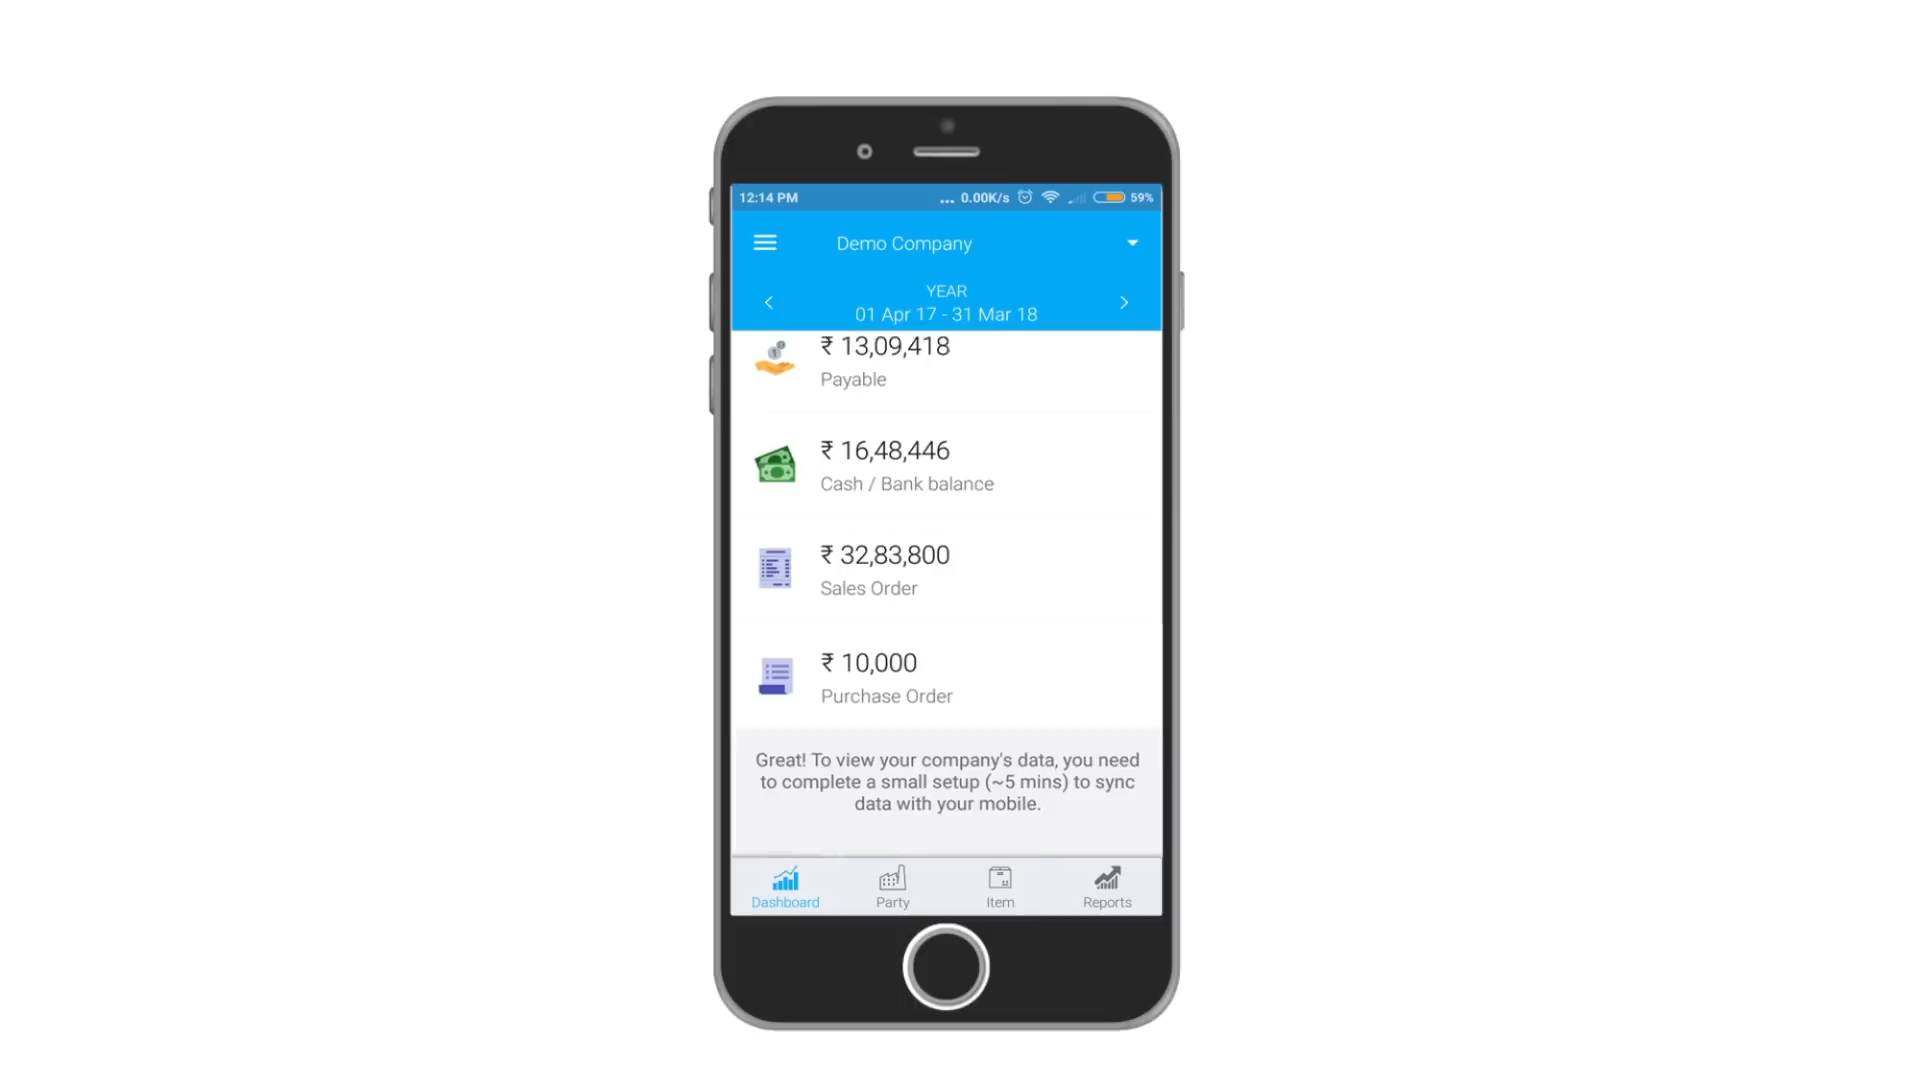 12:14 PM ... 0.00K/s 59%
Demo Company
YEAR
01 Apr 17 - 31 Mar 18
₹ 13,09,418
Payable
₹ 16,48,446
Cash / Bank balance
₹ 32,83,800
Sales Order
₹ 10,000
Purchase Order
Great! To view your company's data, you need
to complete a small setup (~5 mins) to sync
data with your mobile.
Dashboard Party Item Reports